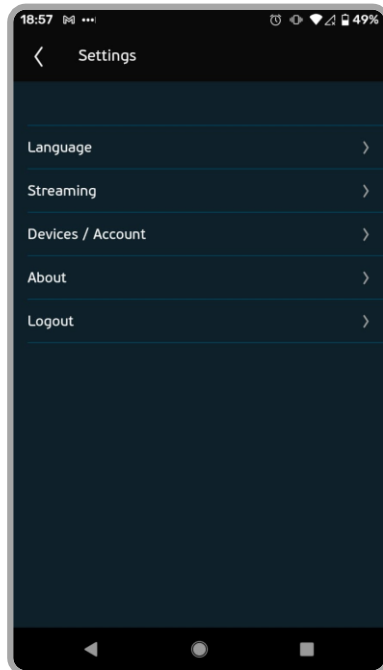 18:57 49%
Settings
Language
Streaming
Devices / Account
About
Logout